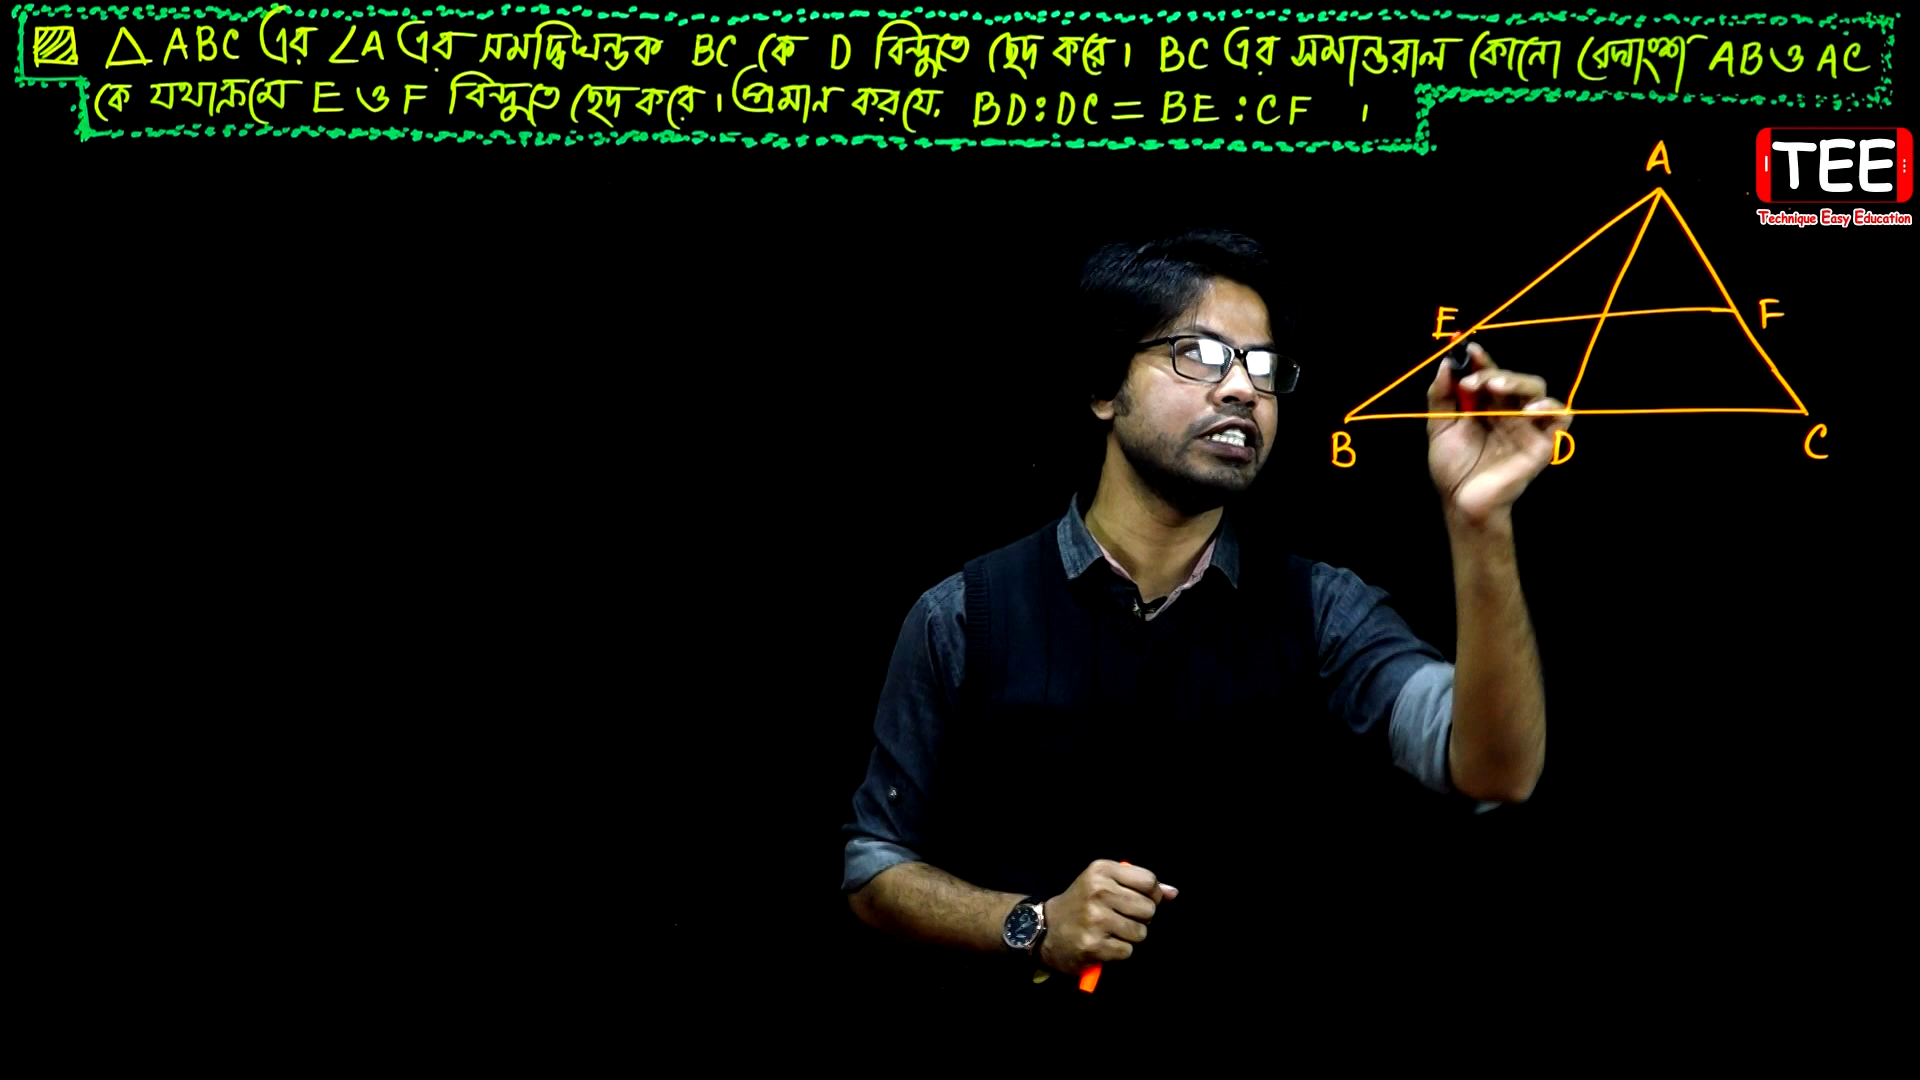 △ ABC এর ∠A এর সমদ্বিখন্ডক BC কে D বিন্দুতে ছেদ করে। BC এর সমান্তরাল কোনো রেখাংশ AB ও AC
কে যথাক্রমে E ও F বিন্দুতে ছেদ করে। প্রমান কর যে, BD:DC = BE:CF ।
A
TEE
Technique Easy Education
E
F
B
D
C